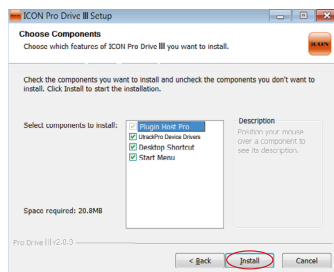 ICON Pro Drive III Setup
Choose Components
Choose which features of ICON Pro Drive III you want to install.
ICON
Check the components you want to install and uncheck the components you don't want to
install. Click Install to start the installation.
Select components to install:
Plugin Host Pro
UtrackPro Device Drivers
Desktop Shortcut
Start Menu
Description
Position your mouse
over a component to
see its description.
Space required: 20.8MB
Pro Drive III v2.0.3
< Back
Install
Cancel